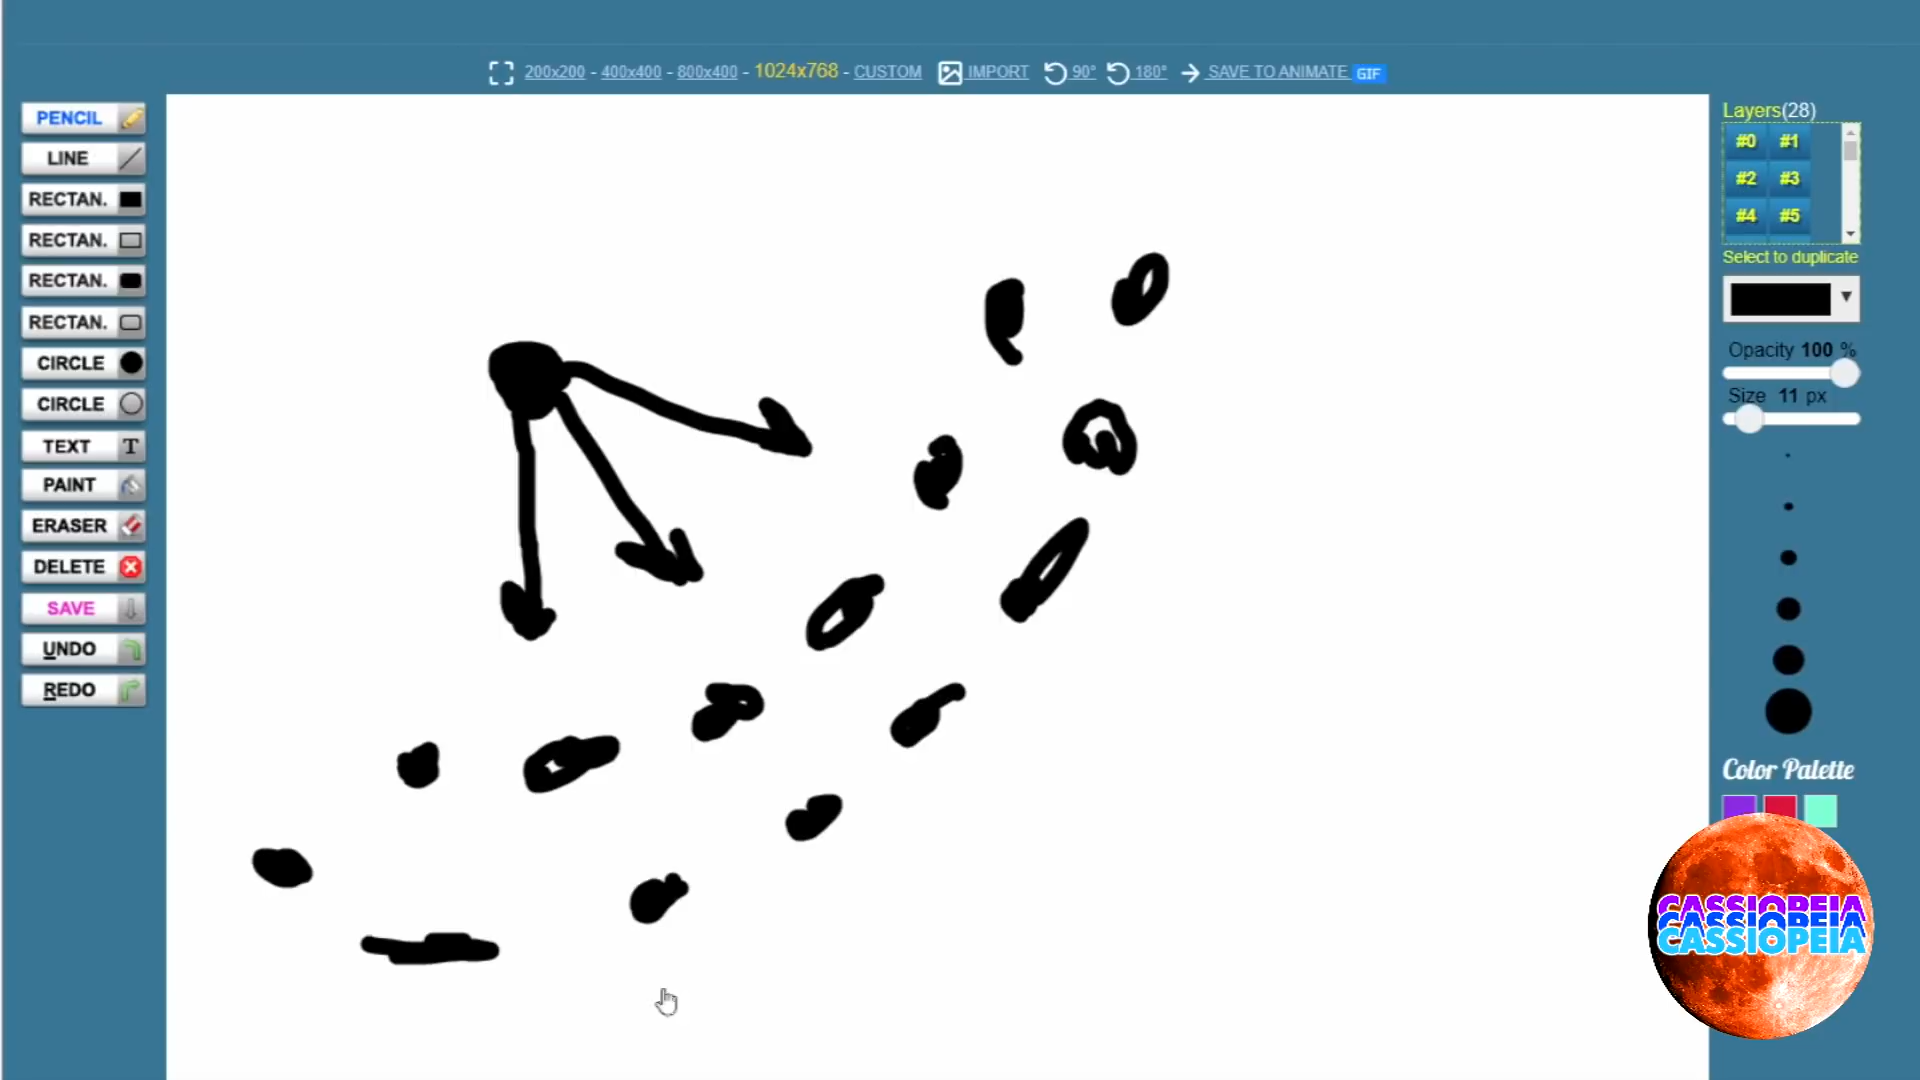 200x200 - 400x400 - 800x400 - 1024x768 - CUSTOM IMPORT 90° 180° SAVE TO ANIMATE GIF
PENCIL
LINE
RECTAN.
RECTAN.
RECTAN.
RECTAN.
CIRCLE
CIRCLE
TEXT T
PAINT
ERASER
DELETE
SAVE
UNDO
REDO
Layers(28)
#0 #1
#2 #3
#4 #5
Select to duplicate
Opacity 100 %
Size 11 px
Color Palette
CASSIOPEIA
CASSIOPEIA
CASSIOPEIA